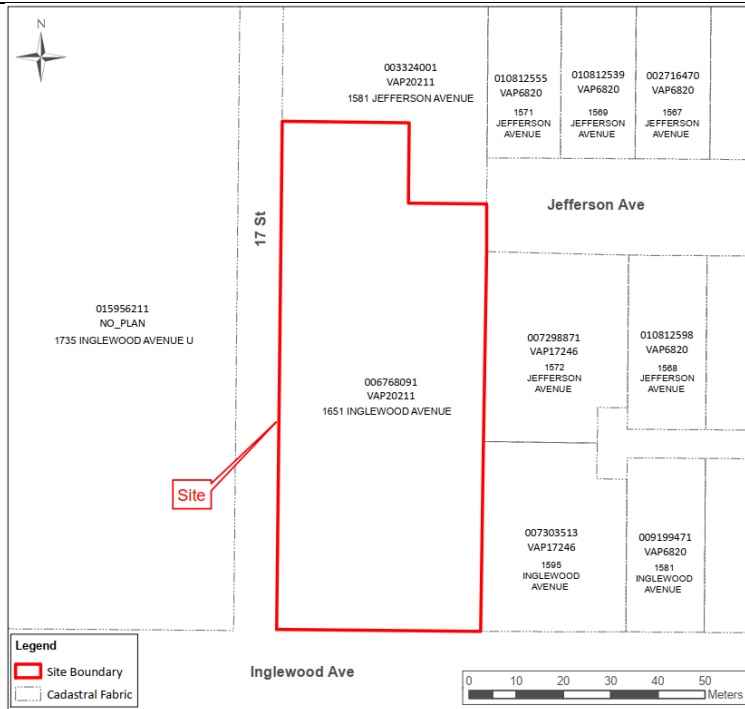 N
003324001
VAP20211
1581 JEFFERSON AVENUE
010812555
VAP6820
1571
JEFFERSON
AVENUE
010812539
VAP6820
1569
JEFFERSON
AVENUE
002716470
VAP6820
1567
JEFFERSON
AVENUE
Jefferson Ave
17 St
015956211
NO_PLAN
1735 INGLEWOOD AVENUE U
007298871
VAP17246
1572
JEFFERSON
AVENUE
010812598
VAP6820
1568
JEFFERSON
AVENUE
006768091
VAP20211
1651 INGLEWOOD AVENUE
Site
007303513
VAP17246
1595
INGLEWOOD
AVENUE
009199471
VAP6820
1581
INGLEWOOD
AVENUE
Legend
Site Boundary
Cadastral Fabric
Inglewood Ave
0 10 20 30 40 50
Meters